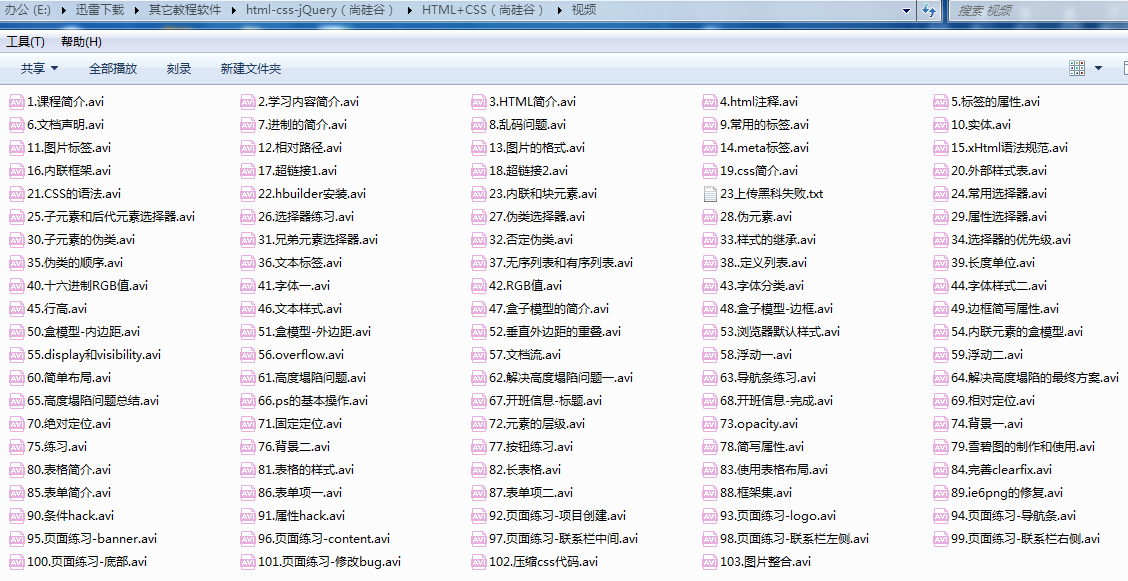 办公 (E:) 迅雷下载 其它教程软件 html-css-jQuery（尚硅谷） HTML+CSS（尚硅谷） 视频 搜索 视频
工具(T) 帮助(H)
共享 全部播放 刻录 新建文件夹
1.课程简介.avi 2.学习内容简介.avi 3.HTML简介.avi 4.html注释.avi 5.标签的属性.avi
6.文档声明.avi 7.进制的简介.avi 8.乱码问题.avi 9.常用的标签.avi 10.实体.avi
11.图片标签.avi 12.相对路径.avi 13.图片的格式.avi 14.meta标签.avi 15.xHtml语法规范.avi
16.内联框架.avi 17.超链接1.avi 18.超链接2.avi 19.css简介.avi 20.外部样式表.avi
21.CSS的语法.avi 22.hbuilder安装.avi 23.内联和块元素.avi 23上传黑科失败.txt 24.常用选择器.avi
25.子元素和后代元素选择器.avi 26.选择器练习.avi 27.伪类选择器.avi 28.伪元素.avi 29.属性选择器.avi
30.子元素的伪类.avi 31.兄弟元素选择器.avi 32.否定伪类.avi 33.样式的继承.avi 34.选择器的优先级.avi
35.伪类的顺序.avi 36.文本标签.avi 37.无序列表和有序列表.avi 38..定义列表.avi 39.长度单位.avi
40.十六进制RGB值.avi 41.字体一.avi 42.RGB值.avi 43.字体分类.avi 44.字体样式二.avi
45.行高.avi 46.文本样式.avi 47.盒子模型的简介.avi 48.盒子模型-边框.avi 49.边框简写属性.avi
50.盒模型-内边距.avi 51.盒模型-外边距.avi 52.垂直外边距的重叠.avi 53.浏览器默认样式.avi 54.内联元素的盒模型.avi
55.display和visibility.avi 56.overflow.avi 57.文档流.avi 58.浮动一.avi 59.浮动二.avi
60.简单布局.avi 61.高度塌陷问题.avi 62.解决高度塌陷问题一.avi 63.导航条练习.avi 64.解决高度塌陷的最终方案.avi
65.高度塌陷问题总结.avi 66.ps的基本操作.avi 67.开班信息-标题.avi 68.开班信息-完成.avi 69.相对定位.avi
70.绝对定位.avi 71.固定定位.avi 72.元素的层级.avi 73.opacity.avi 74.背景一.avi
75.练习.avi 76.背景二.avi 77.按钮练习.avi 78.简写属性.avi 79.雪碧图的制作和使用.avi
80.表格简介.avi 81.表格的样式.avi 82.长表格.avi 83.使用表格布局.avi 84.完善clearfix.avi
85.表单简介.avi 86.表单项一.avi 87.表单项二.avi 88.框架集.avi 89.ie6png的修复.avi
90.条件hack.avi 91.属性hack.avi 92.页面练习-项目创建.avi 93.页面练习-logo.avi 94.页面练习-导航条.avi
95.页面练习-banner.avi 96.页面练习-content.avi 97.页面练习-联系栏中间.avi 98.页面练习-联系栏左侧.avi 99.页面练习-联系栏右侧.avi
100.页面练习-底部.avi 101.页面练习-修改bug.avi 102.压缩css代码.avi 103.图片整合.avi